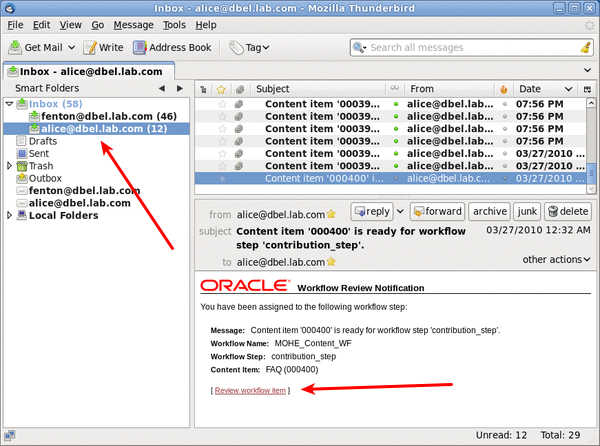 Inbox - alice@dbel.lab.com - Mozilla Thunderbird
File Edit View Go Message Tools Help
Get Mail Write Address Book Tag Search all messages
Inbox - alice@dbel.lab.com
Smart Folders
Inbox (58)
fenton@dbel.lab.com (46)
alice@dbel.lab.com (12)
Drafts
Sent
Trash
Outbox
fenton@dbel.lab.com
alice@dbel.lab.com
Local Folders
Subject From Date
Content item '00039... alice@dbel.lab... 07:56 PM
Content item '00039... alice@dbel.lab... 07:56 PM
Content item '00039... alice@dbel.lab... 07:56 PM
Content item '00039... alice@dbel.lab... 07:56 PM
Content item '00039... alice@dbel.lab... 03/27/2010 ...
Content item '00039... alice@dbel.lab... 03/27/2010 ...
Content item '000400' i... alice@dbel.lab.c... 03/27/2010 ...
from alice@dbel.lab.com reply forward archive junk delete
subject Content item '000400' is ready for workflow step 'contribution_step'. 03/27/2010 12:32 AM
to alice@dbel.lab.com other actions
ORACLE Workflow Review Notification
You have been assigned to the following workflow step:
Message: Content item '000400' is ready for workflow step 'contribution_step'.
Workflow Name: MOHE_Content_WF
Workflow Step: contribution_step
Content Item: FAQ (000400)
[ Review workflow item ]
Unread: 12 Total: 29